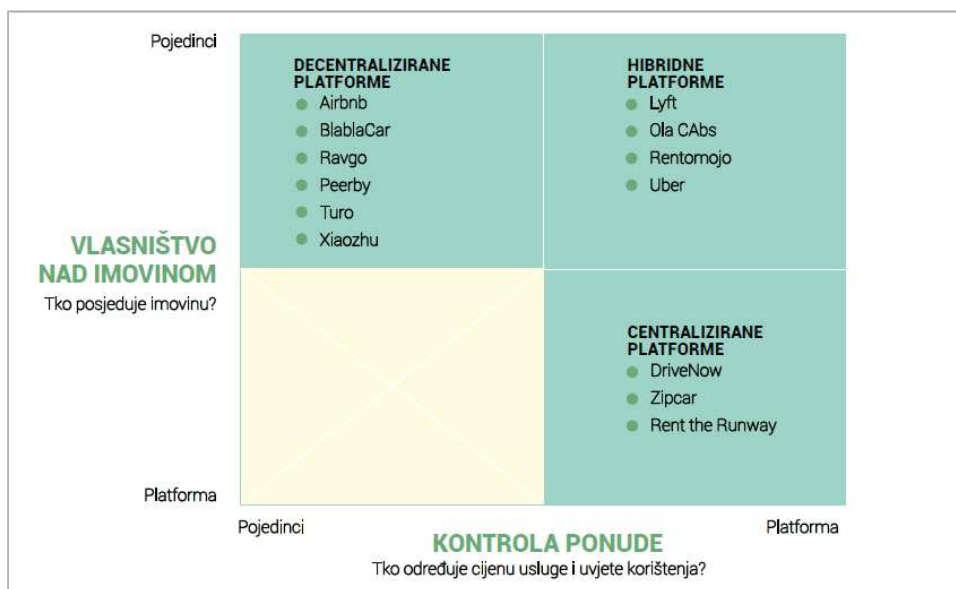 Pojedinci
DECENTRALIZIRANE
PLATFORME
Airbnb
BlablaCar
Ravgo
Peerby
Turo
Xiaozhu
HIBRIDNE
PLATFORME
Lyft
Ola CAbs
Rentomojo
Uber
VLASNIŠTVO
NAD IMOVINOM
Tko posjeduje imovinu?
CENTRALIZIRANE
PLATFORME
DriveNow
Zipcar
Rent the Runway
Platforma
Pojedinci
Platforma
KONTROLA PONUDE
Tko određuje cijenu usluge i uvjete korištenja?